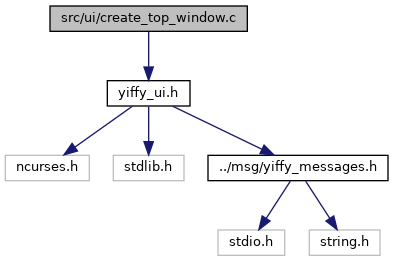 src/ui/create_top_window.c
yiffy_ui.h
ncurses.h
stdlib.h
../msg/yiffy_messages.h
stdio.h
string.h